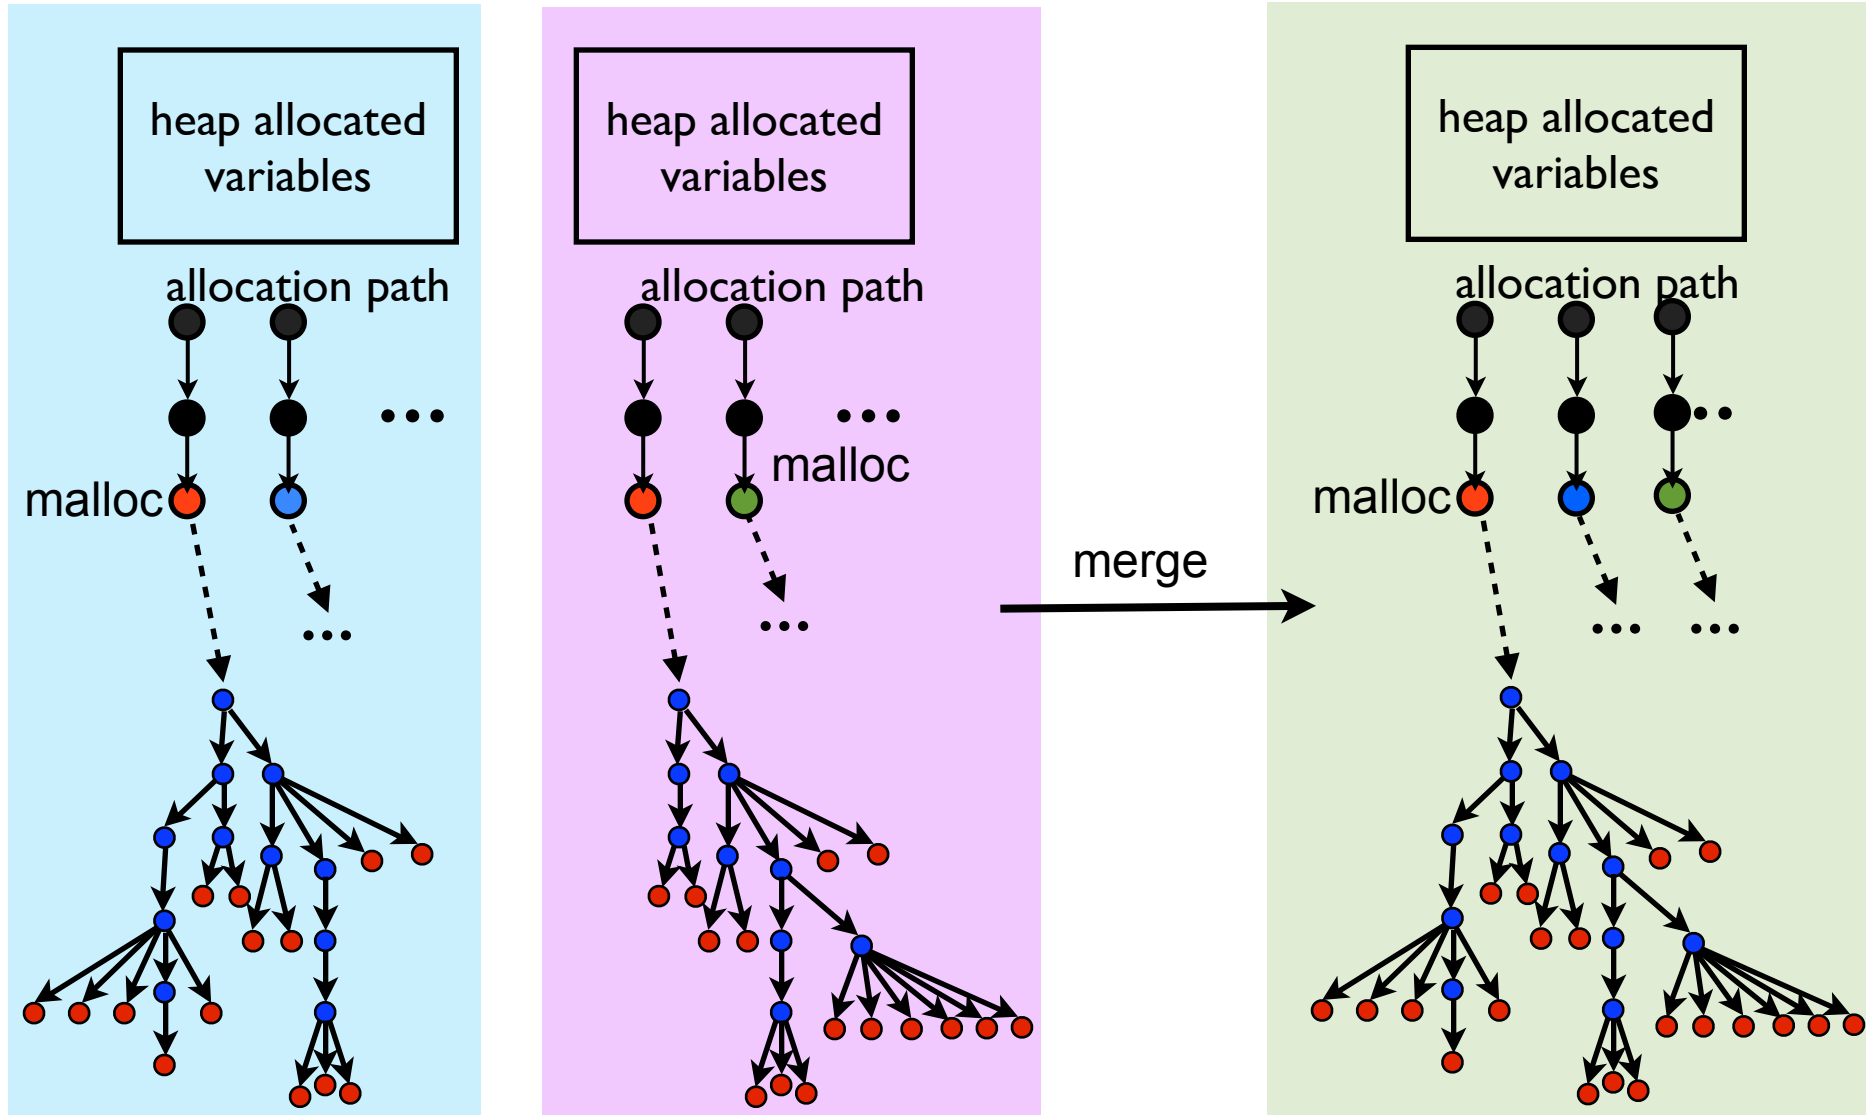 heap allocated
variables
allocation path
...
malloc
...
heap allocated
variables
allocation path
...
malloc
...
merge
heap allocated
variables
allocation path
..
malloc
...
...